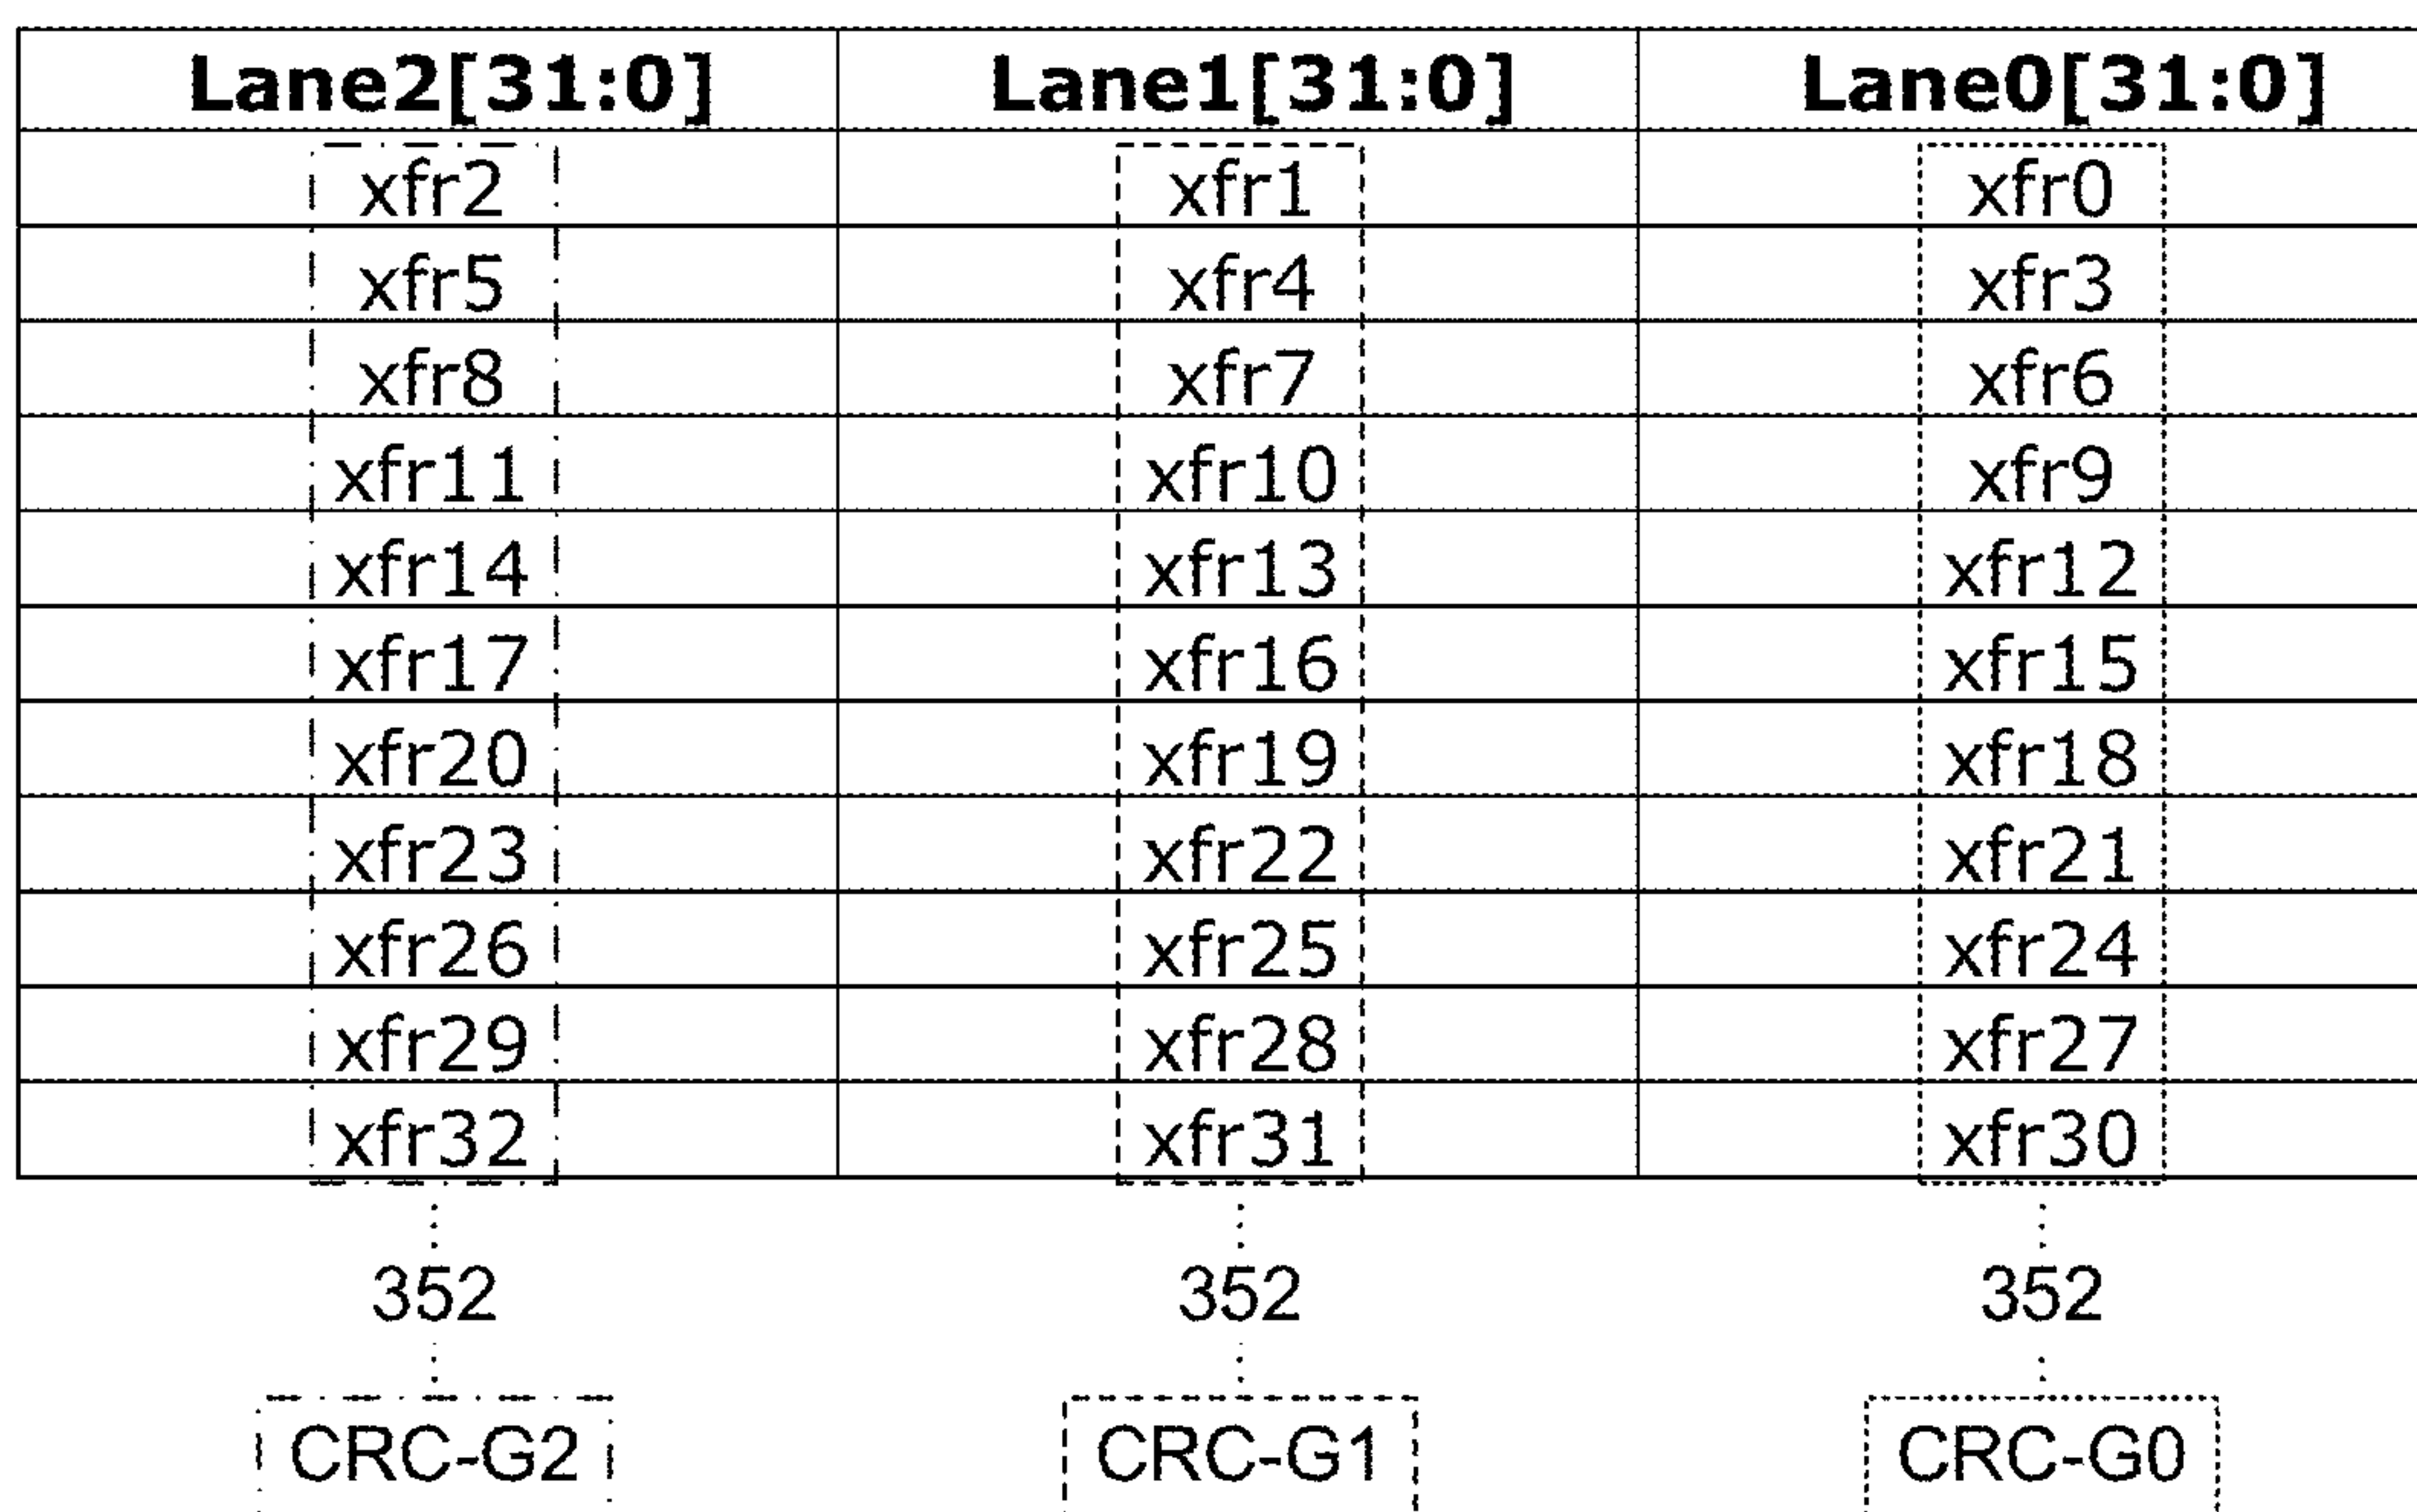 Lane2[31:0] Lane1[31:0] Lane0[31:0]
xfr2 xfr1 xfr0
xfr5 xfr4 xfr3
xfr8 xfr7 xfr6
xfr11 xfr10 xfr9
xfr14 xfr13 xfr12
xfr17 xfr16 xfr15
xfr20 xfr19 xfr18
xfr23 xfr22 xfr21
xfr26 xfr25 xfr24
xfr29 xfr28 xfr27
xfr32 xfr31 xfr30
352 352 352
CRC-G2 CRC-G1 CRC-G0